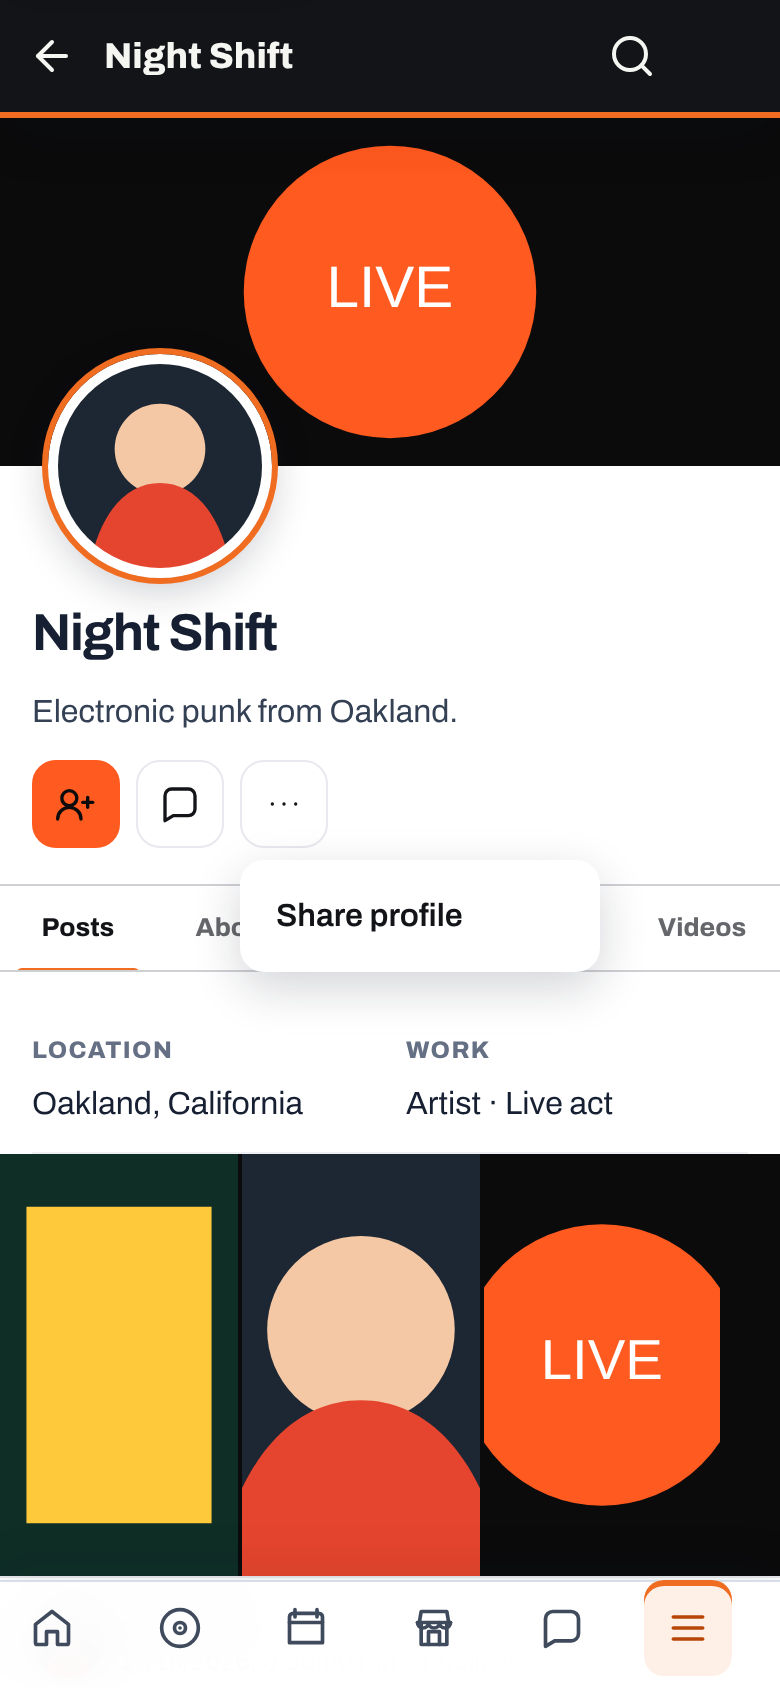 Night Shift
LIVE
Night Shift
Electronic punk from Oakland.
Share profile
Posts
Videos
LOCATION
WORK
Oakland, California
Artist · Live act
LIVE